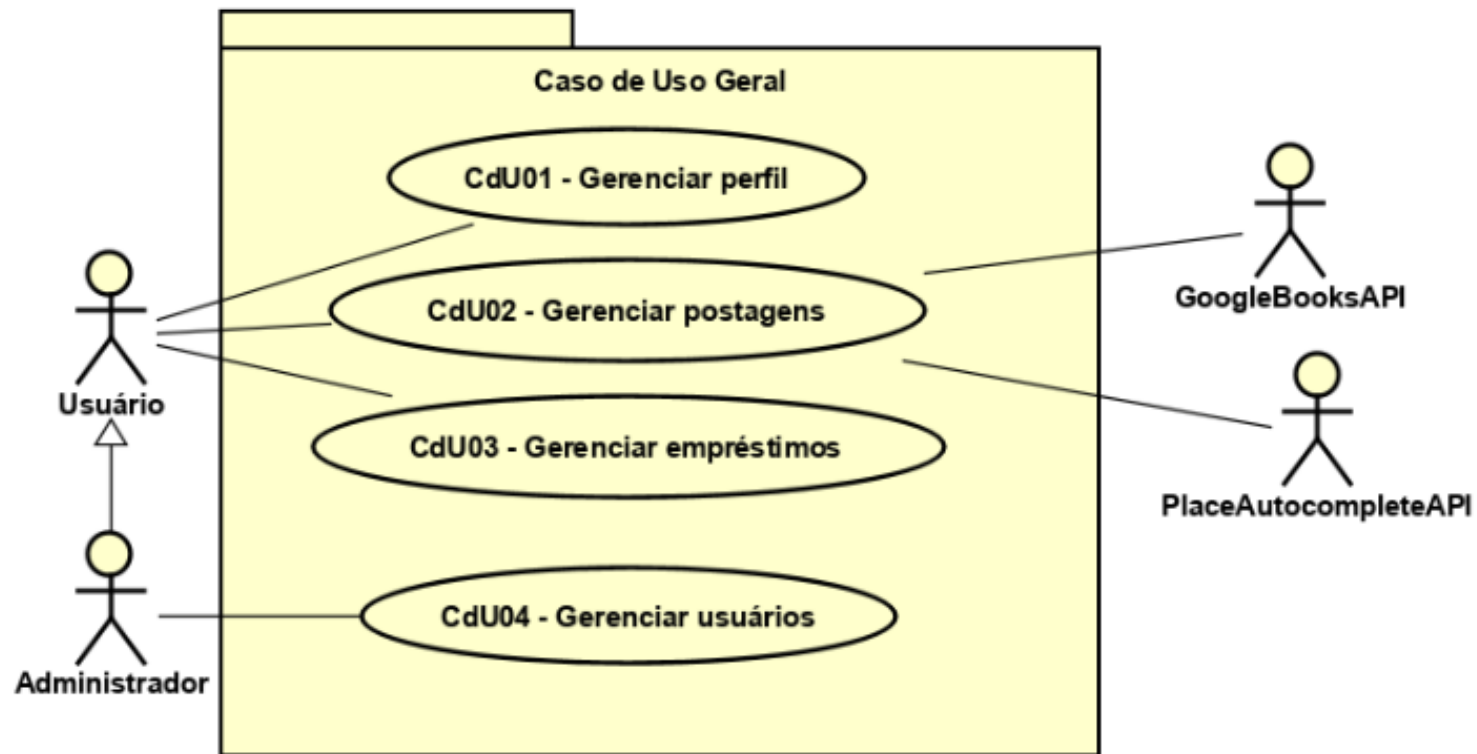 Caso de Uso Geral
CdU01 - Gerenciar perfil
CdU02 - Gerenciar postagens
GoogleBooksAPI
Usuário
CdU03 - Gerenciar empréstimos
PlaceAutocompleteAPI
CdU04 - Gerenciar usuários
Administrador